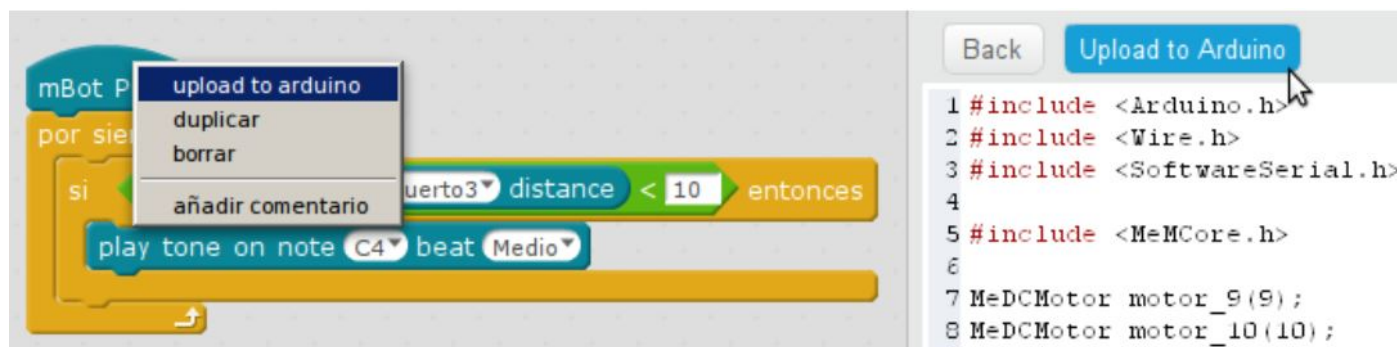 mBot P
upload to arduino
duplicar
borrar
añadir comentario
por sie
si uerto3 distance < 10 entonces
play tone on note C4 beat Medio
Back Upload to Arduino
1 #include <Arduino.h>
2 #include <Wire.h>
3 #include <SoftwareSerial.h>
4
5 #include <MeMCore.h>
6
7 MeDCMotor motor_9(9);
8 MeDCMotor motor_10(10);